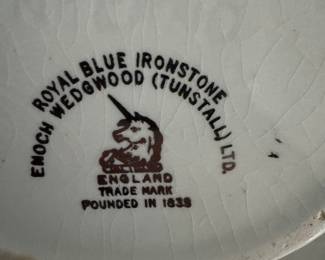 ROYAL BLUE IRONSTONE
ENOCH WEDGWOOD (TUNSTALL) LTD.
ENGLAND
TRADE MARK
FOUNDED IN 1835